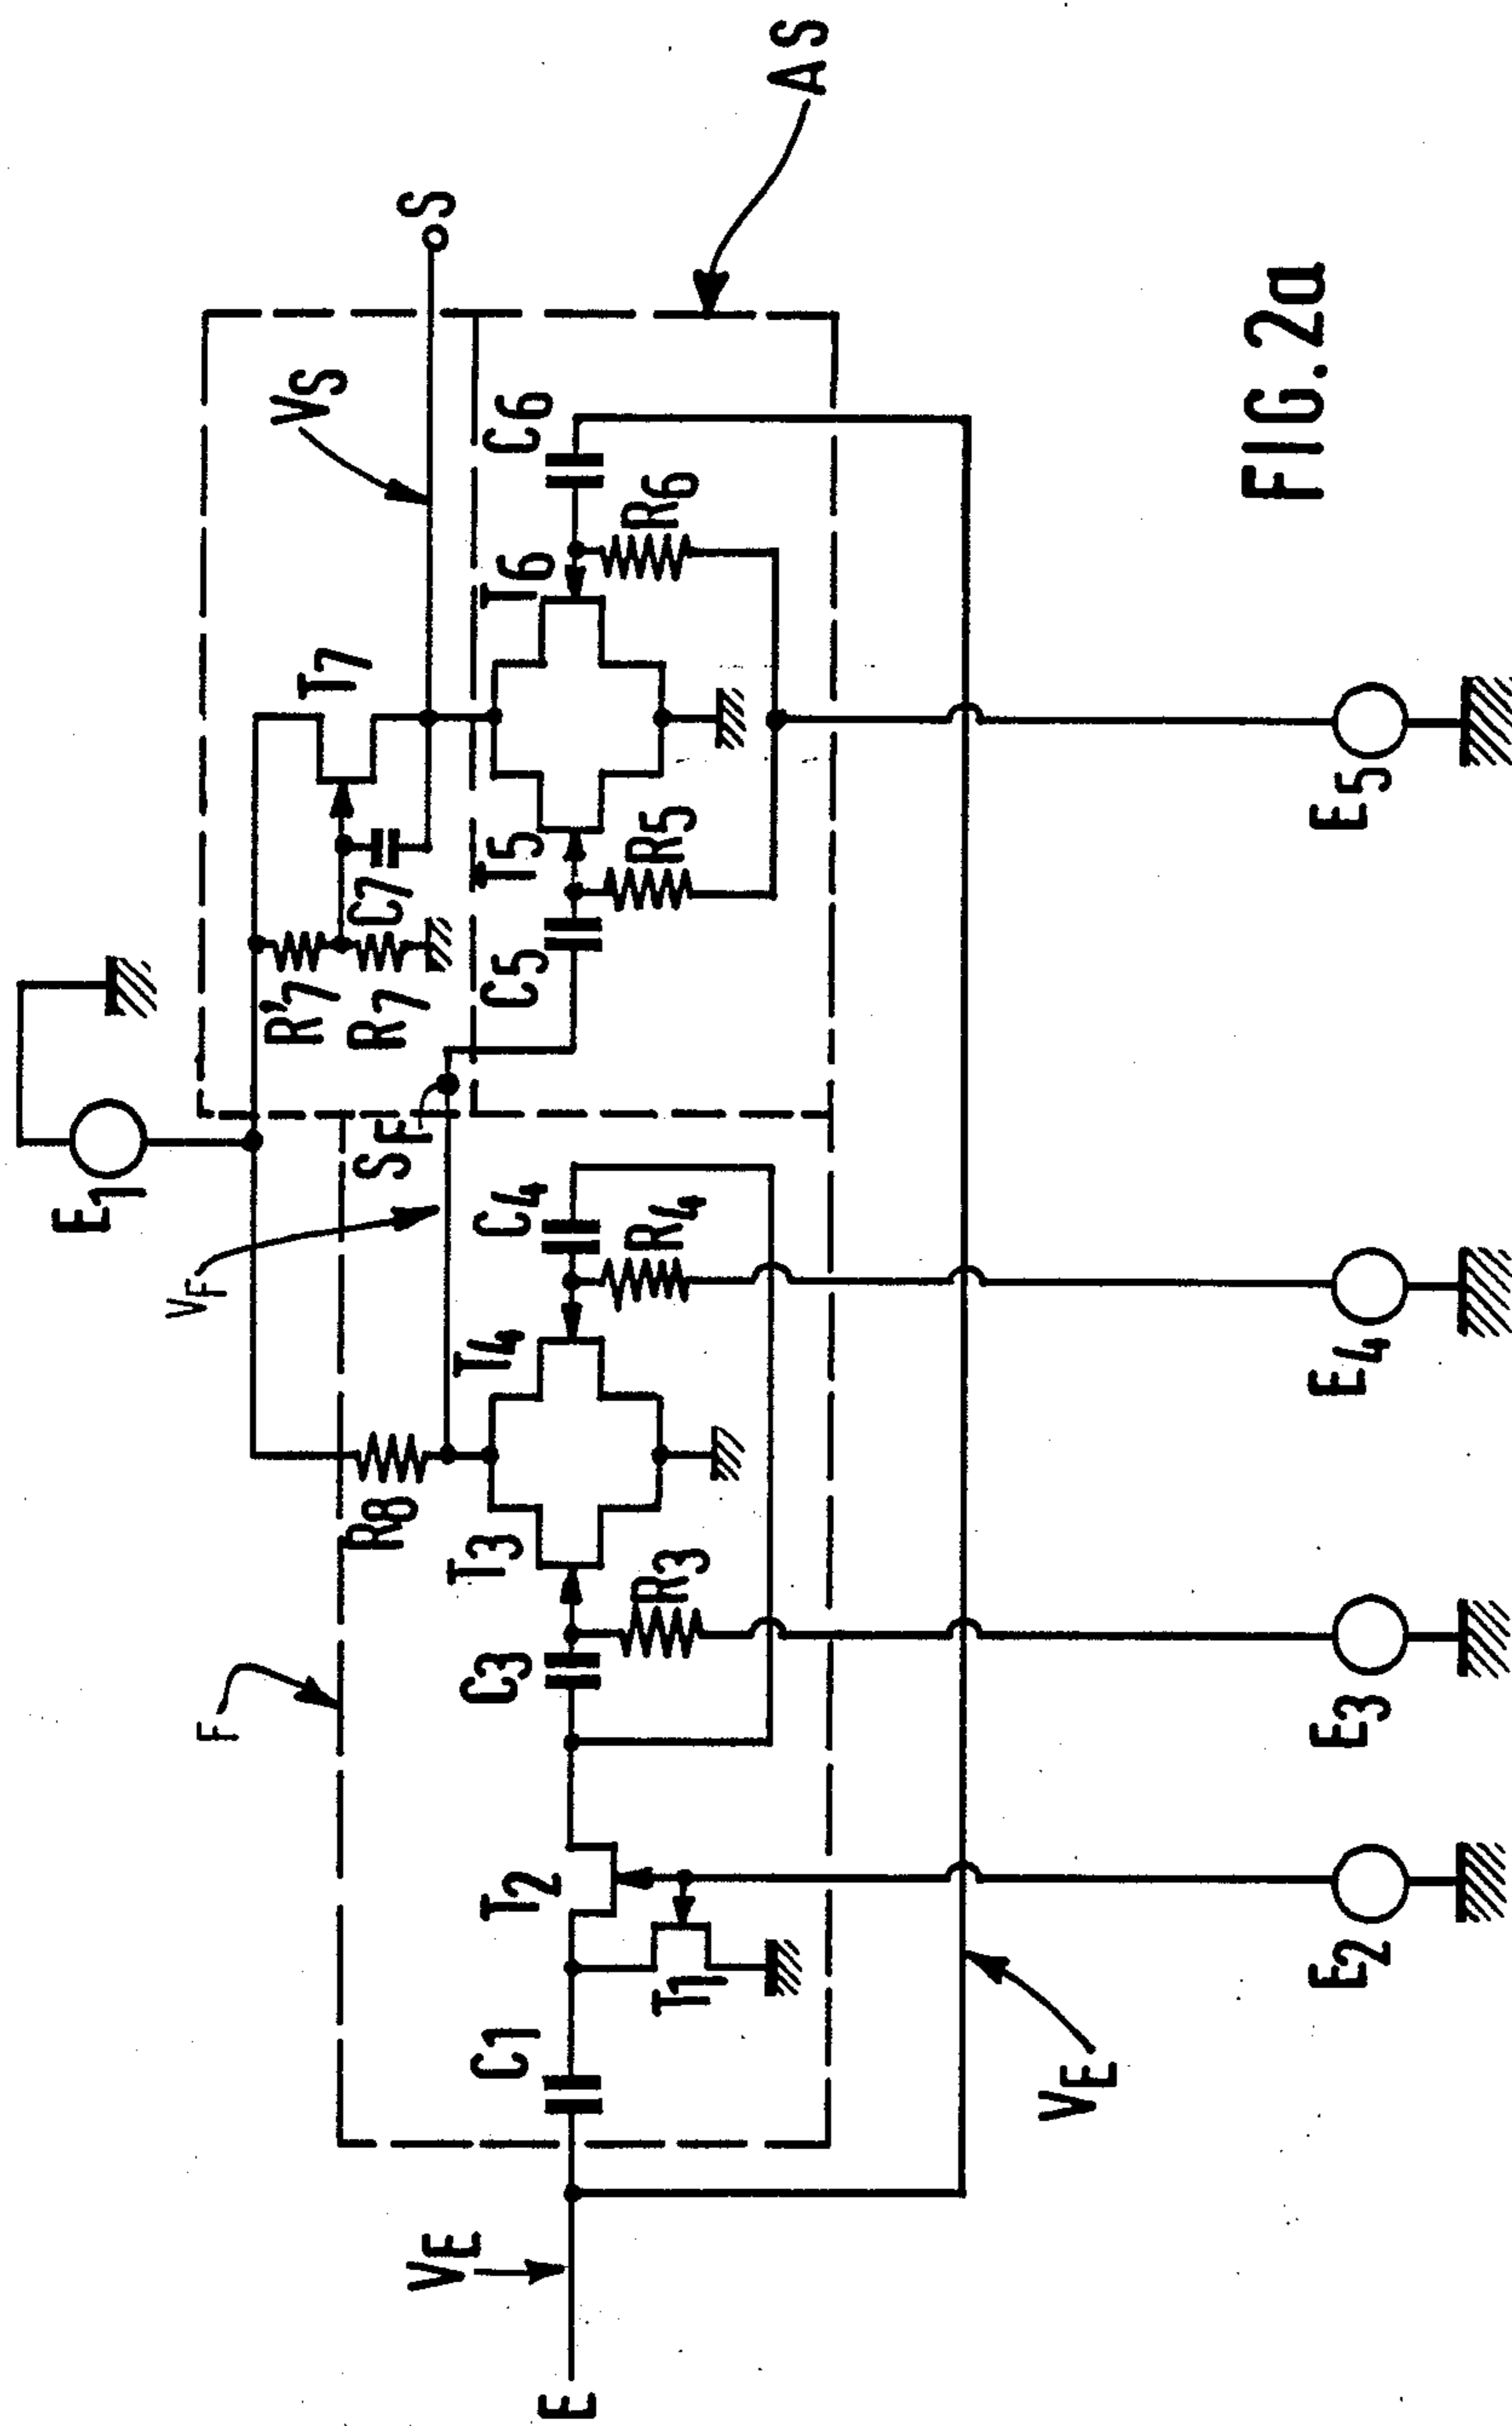 E1
VS
S
T7
R'7
C7
R7
VF
SF
AS
F
R8
T3
T4
C4
R4
C5
T5
R5
T6
C6
R6
VE
E
C1
T2
T1
C3
R3
VE
E2
E3
E4
E5
FIG. 2a